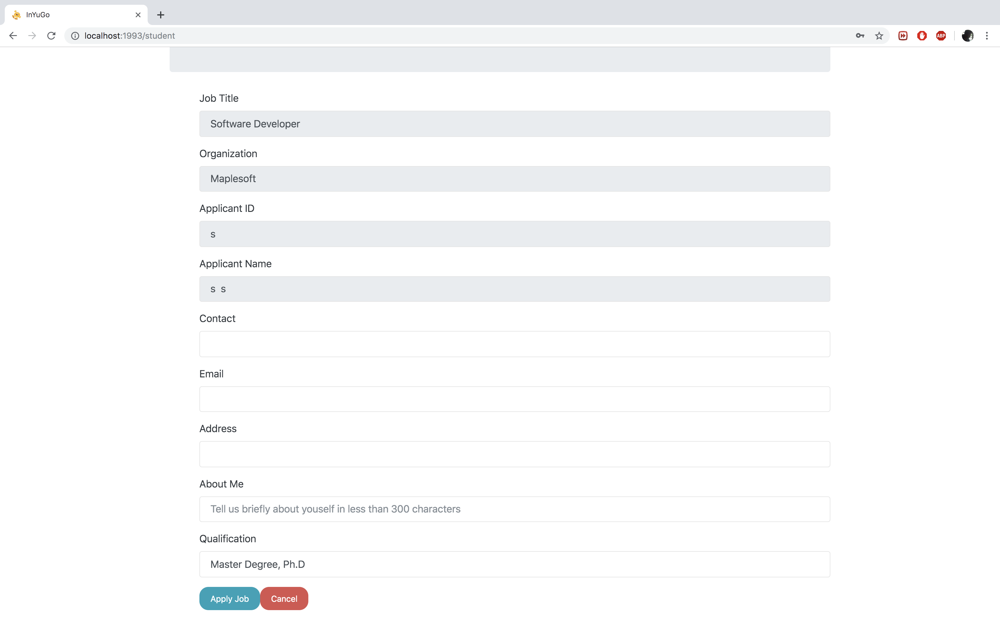 InYuGo
localhost:1993/student
ABP
Job Title
Software Developer
Organization
Maplesoft
Applicant ID
s
Applicant Name
s s
Contact
Email
Address
About Me
Tell us briefly about youself in less than 300 characters
Qualification
Master Degree, Ph.D
Apply Job Cancel